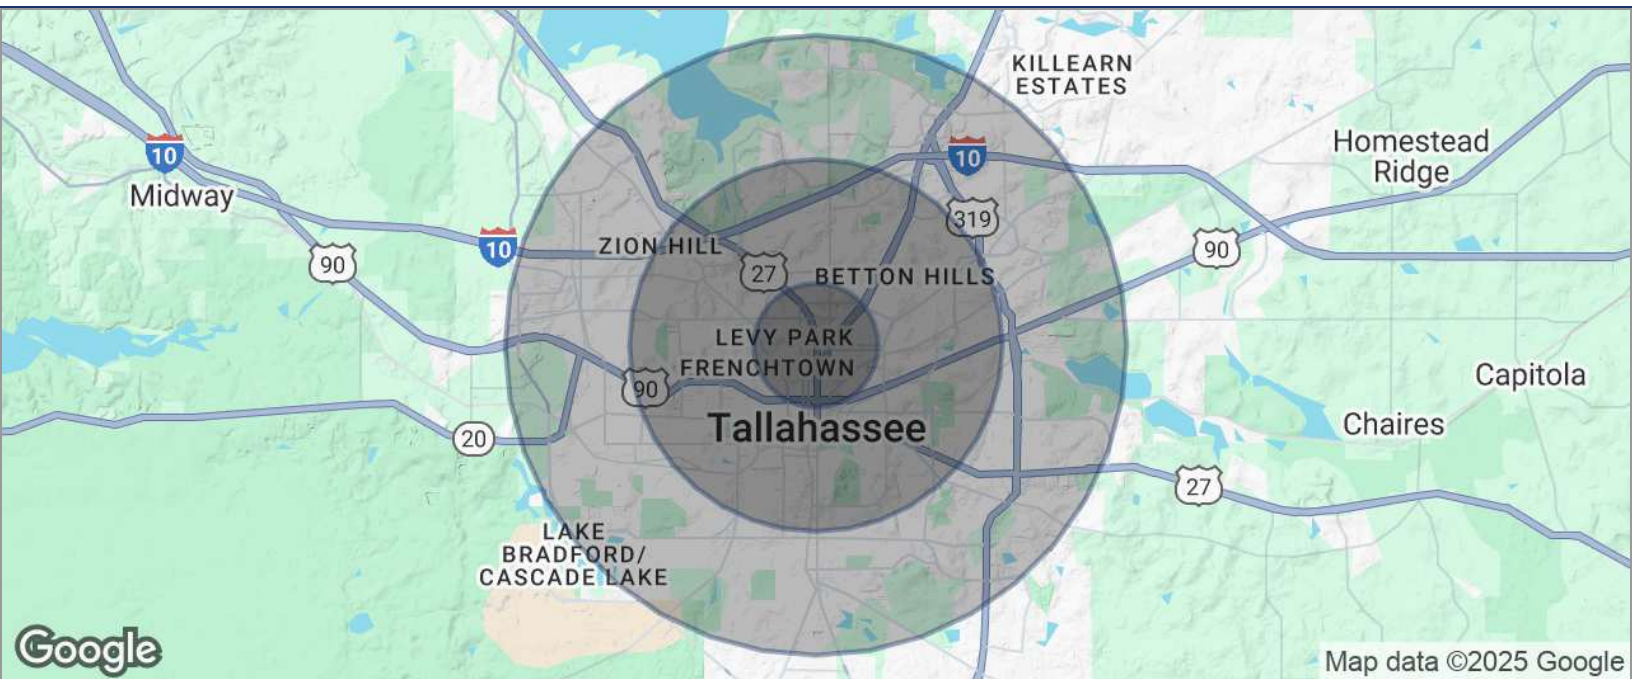 KILLEARN
ESTATES
10
10
Homestead
Ridge
Midway
319
10
ZION HILL
90
90
27
BETTON HILLS
LEVY PARK
FRENCHTOWN
90
Capitola
Tallahassee
Chaires
20
27
LAKE
BRADFORD/
CASCADE LAKE
Google
Map data ©2025 Google